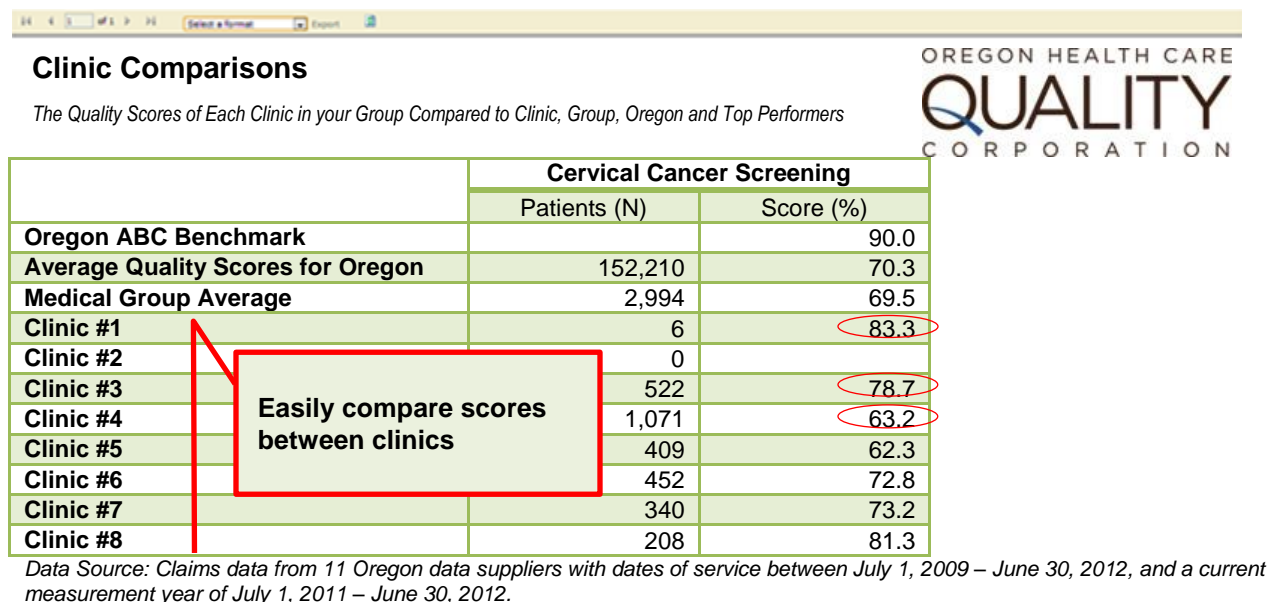 1 of 1 Select a format Export
Clinic Comparisons
The Quality Scores of Each Clinic in your Group Compared to Clinic, Group, Oregon and Top Performers
OREGON HEALTH CARE
QUALITY
CORPORATION
Cervical Cancer Screening
Patients (N) Score (%)
Oregon ABC Benchmark 90.0
Average Quality Scores for Oregon 152,210 70.3
Medical Group Average 2,994 69.5
Clinic #1 6 83.3
Clinic #2 0
Clinic #3 522 78.7
Clinic #4 1,071 63.2
Clinic #5 409 62.3
Clinic #6 452 72.8
Clinic #7 340 73.2
Clinic #8 208 81.3
Easily compare scores
between clinics
Data Source: Claims data from 11 Oregon data suppliers with dates of service between July 1, 2009 – June 30, 2012, and a current
measurement year of July 1, 2011 – June 30, 2012.